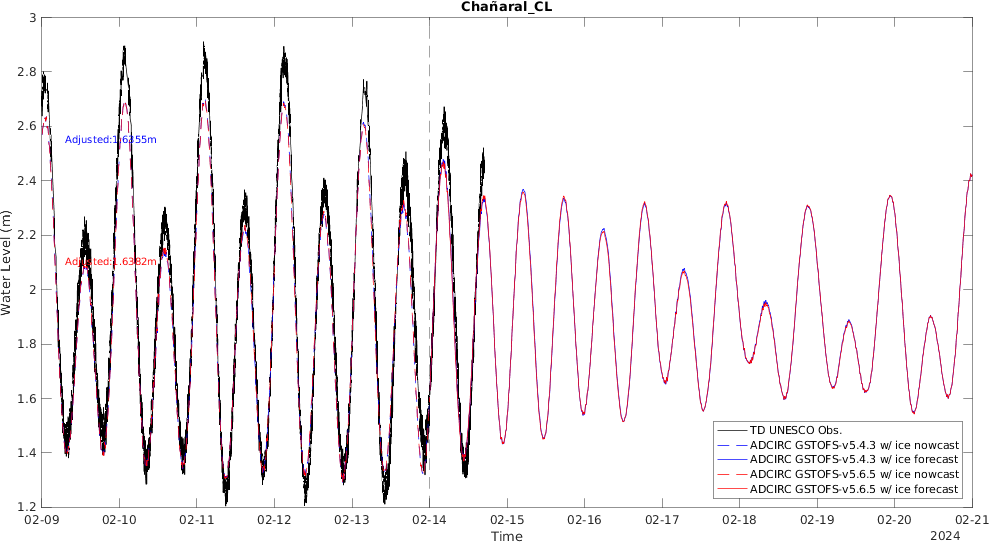 Chañaral_CL
3
2.8
2.6
2.4
2.2
2
1.8
1.6
1.4
1.2
Water Level (m)
Adjusted:1.6355m
Adjusted:1.6382m
TD UNESCO Obs.
ADCIRC GSTOFS-v5.4.3 w/ ice nowcast
ADCIRC GSTOFS-v5.4.3 w/ ice forecast
ADCIRC GSTOFS-v5.6.5 w/ ice nowcast
ADCIRC GSTOFS-v5.6.5 w/ ice forecast
02-09 02-10 02-11 02-12 02-13 02-14 02-15 02-16 02-17 02-18 02-19 02-20 02-21
Time
2024